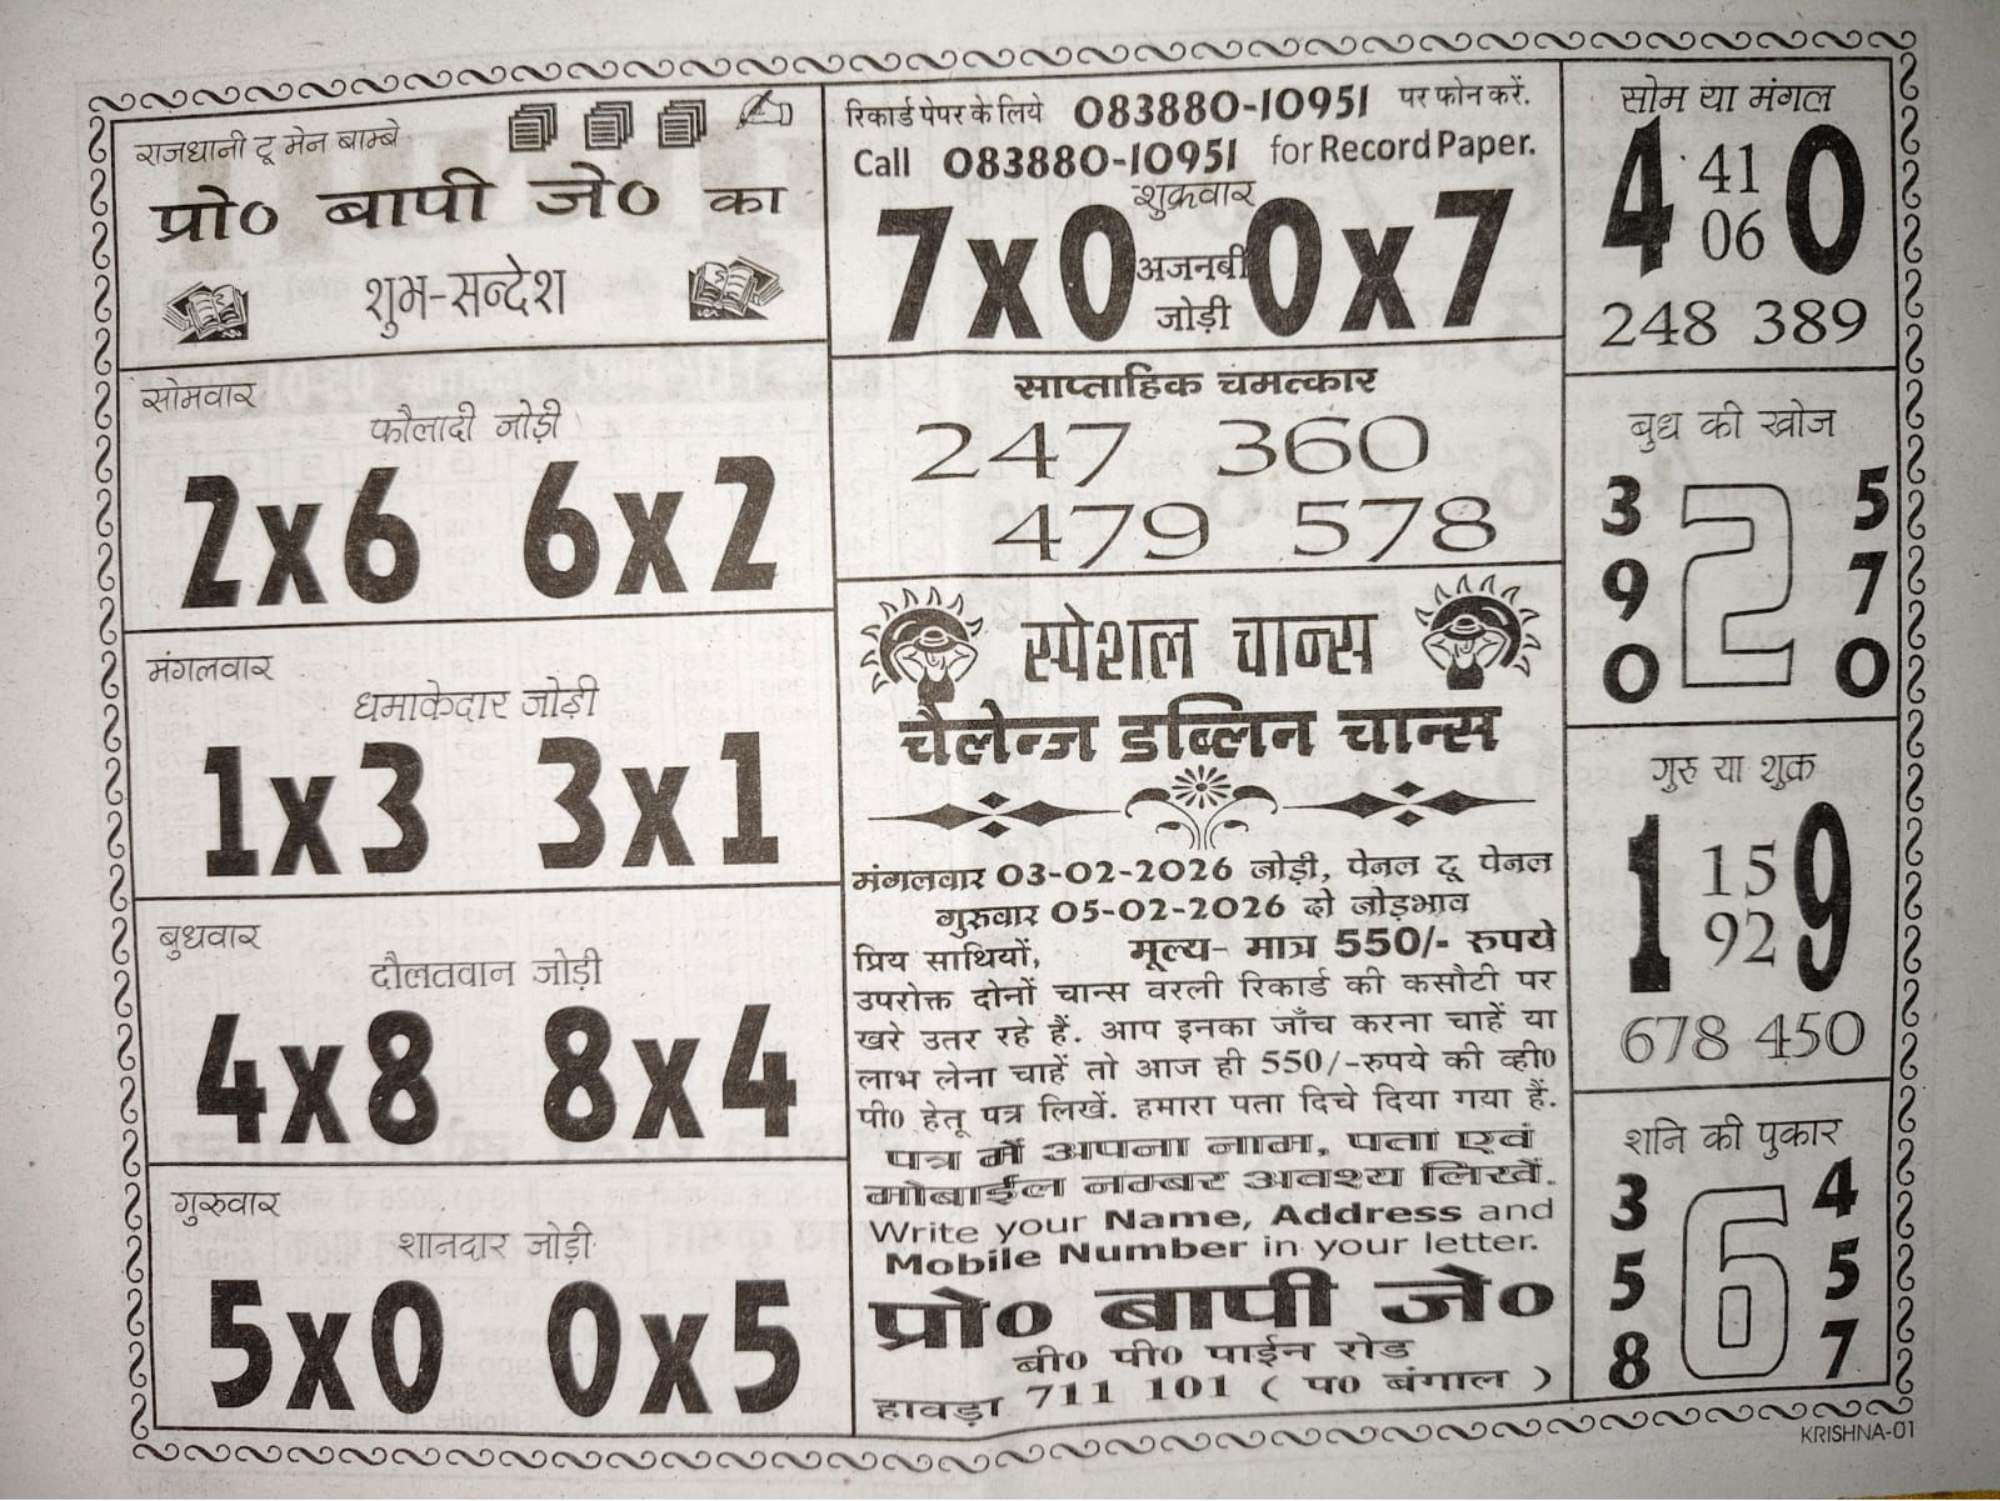 राजधानी टू मेन बाम्बे
प्रो० बापी जे० का
शुभ-सन्देश
सोमवार
फौलादी जोड़ी
2x6 6x2
मंगलवार
धमाकेदार जोड़ी
1x3 3x1
बुधवार
दौलतवान जोड़ी
4x8 8x4
गुरुवार
शानदार जोड़ी
5x0 0x5
रिकार्ड पेपर के लिये 083880-10951 पर फोन करें.
Call 083880-10951 for Record Paper.
शुक्रवार
7x0 अजनबी 0x7
जोड़ी
साप्ताहिक चमत्कार
247 360
479 578
स्पेशल चान्स
चैलेन्ज डब्लिन चान्स
मंगलवार 03-02-2026 जोड़ी, पेनल टू पेनल
गुरुवार 05-02-2026 दो जोड़भाव
प्रिय साथियों, मूल्य- मात्र 550/- रुपये
उपरोक्त दोनों चान्स वरली रिकार्ड की कसौटी पर
खरे उतर रहे हैं. आप इनका जाँच करना चाहें या
लाभ लेना चाहें तो आज ही 550/-रुपये की व्ही०
पी० हेतू पत्र लिखें. हमारा पता दिचे दिया गया हैं.
पत्र में अपना नाम, पता एवं
मोबाईल नम्बर अवश्य लिखें.
Write your Name, Address and
Mobile Number in your letter.
प्रो० बापी जे०
बी० पी० पाईन रोड
हावड़ा 711 101 ( प० बंगाल )
सोम या मंगल
4 41 0
06
248 389
बुध की खोज
3 2 5
9 7
0 0
गुरु या शुक्र
1 15 9
92
678 450
शनि की पुकार
3 6 4
5 5
8 7
KRISHNA-01